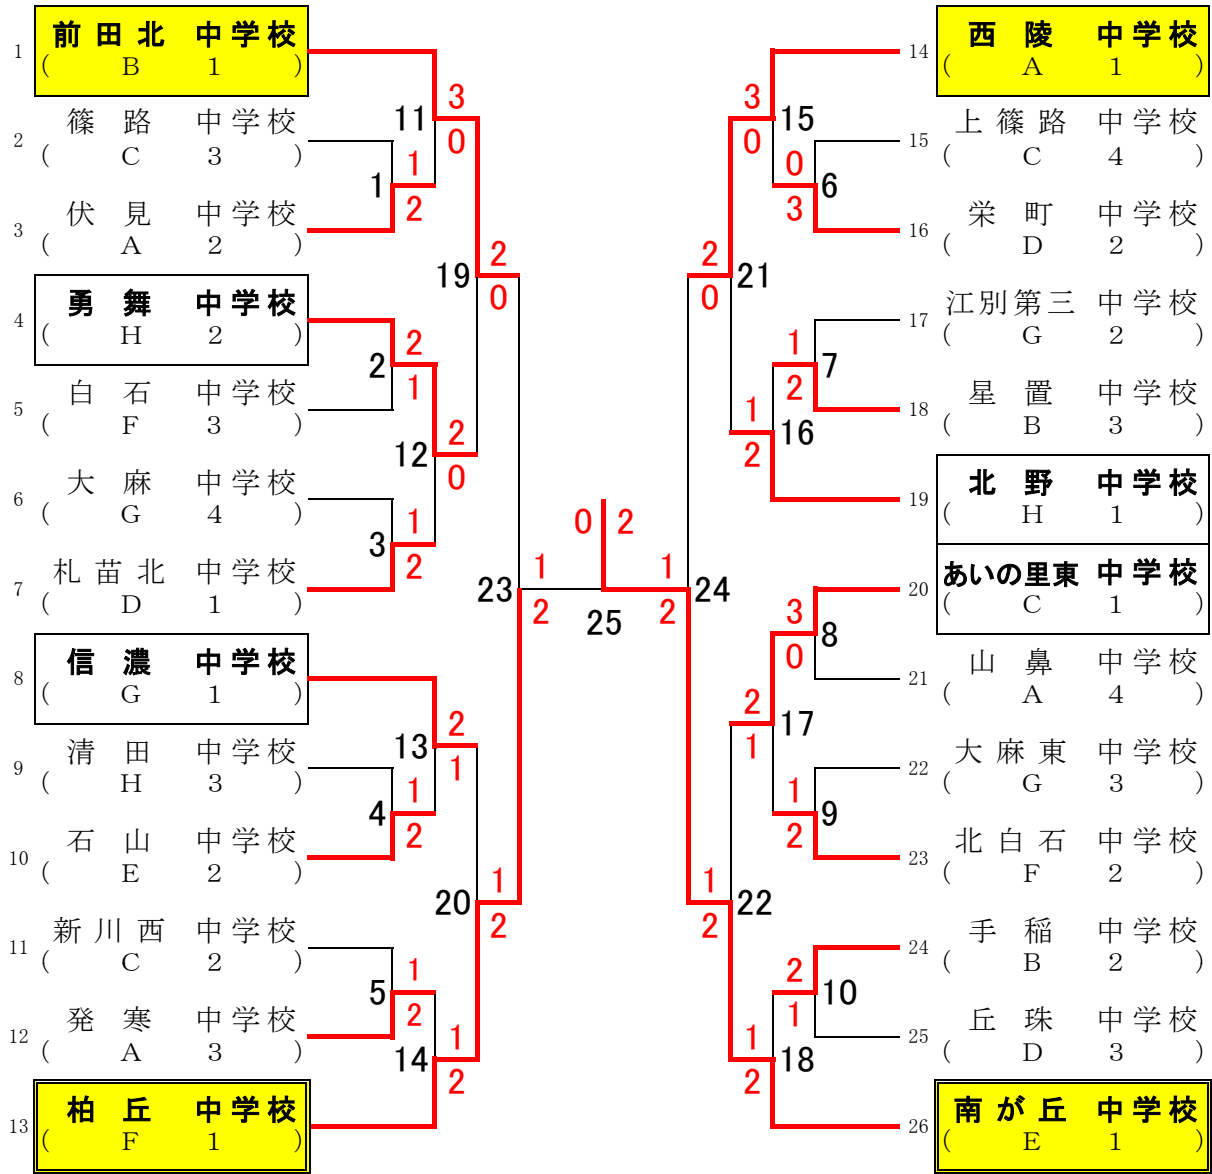 1 前田北 中学校
( B 1 )
2 篠路 中学校
( C 3 )
3 伏見 中学校
( A 2 )
4 勇舞 中学校
( H 2 )
5 白石 中学校
( F 3 )
6 大麻 中学校
( G 4 )
7 札苗北 中学校
( D 1 )
8 信濃 中学校
( G 1 )
9 清田 中学校
( H 3 )
10 石山 中学校
( E 2 )
11 新川西 中学校
( C 2 )
12 発寒 中学校
( A 3 )
13 柏丘 中学校
( F 1 )
1
1
2
2
2
1
3
1
2
4
1
2
5
1
2
11
3
0
12
2
0
13
2
1
14
1
2
19
2
0
20
1
2
23
1
2
0 2
25
24
1
2
21
2
0
22
1
2
15
3
0
16
1
2
17
2
1
18
1
2
6
0
3
7
1
2
8
3
0
9
1
2
10
2
1
14 西陵 中学校
( A 1 )
15 上篠路 中学校
( C 4 )
16 栄町 中学校
( D 2 )
17 江別第三 中学校
( G 2 )
18 星置 中学校
( B 3 )
19 北野 中学校
( H 1 )
20 あいの里東 中学校
( C 1 )
21 山鼻 中学校
( A 4 )
22 大麻東 中学校
( G 3 )
23 北白石 中学校
( F 2 )
24 手稲 中学校
( B 2 )
25 丘珠 中学校
( D 3 )
26 南が丘 中学校
( E 1 )